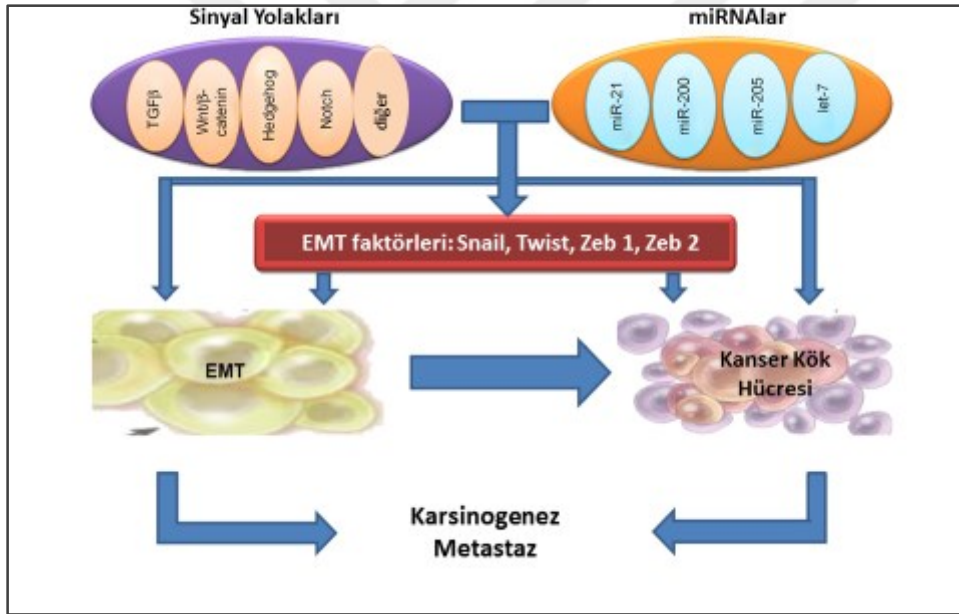 Sinyal Yolakları
miRNAlar
TGFβ
Wnt/β-
catenin
Hedgehog
Notch
diğer
miR-21
miR-200
miR-205
let-7
EMT faktörleri: Snail, Twist, Zeb 1, Zeb 2
EMT
Kanser Kök
Hücresi
Karsinogenez
Metastaz